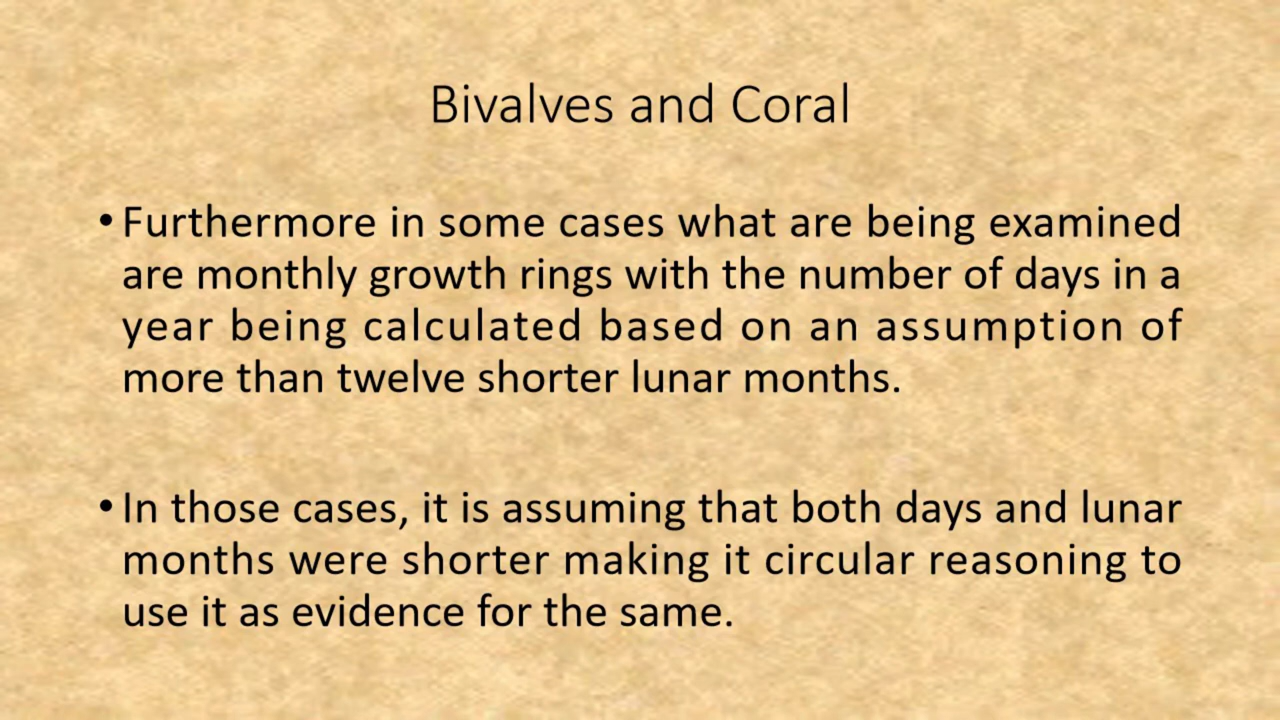 Bivalves and Coral
• Furthermore in some cases what are being examined
are monthly growth rings with the number of days in a
year being calculated based on an assumption of
more than twelve shorter lunar months.
• In those cases, it is assuming that both days and lunar
months were shorter making it circular reasoning to
use it as evidence for the same.